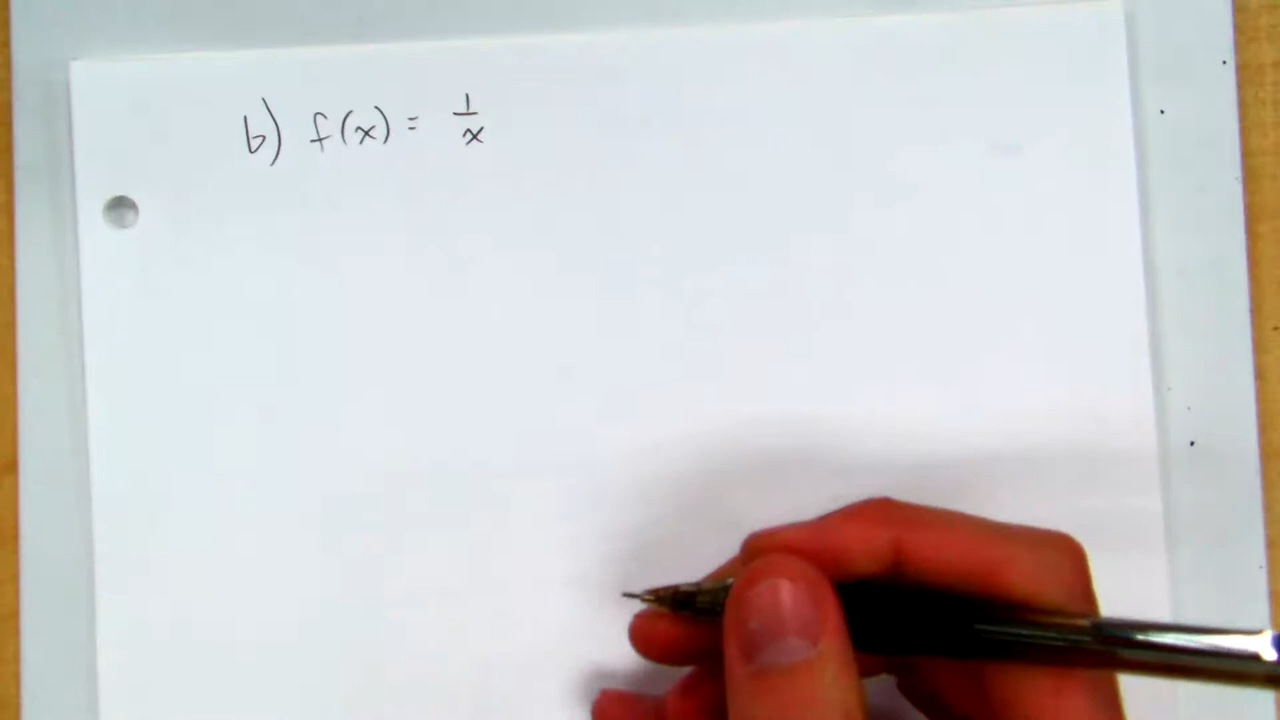 b) f(x) = 1/x